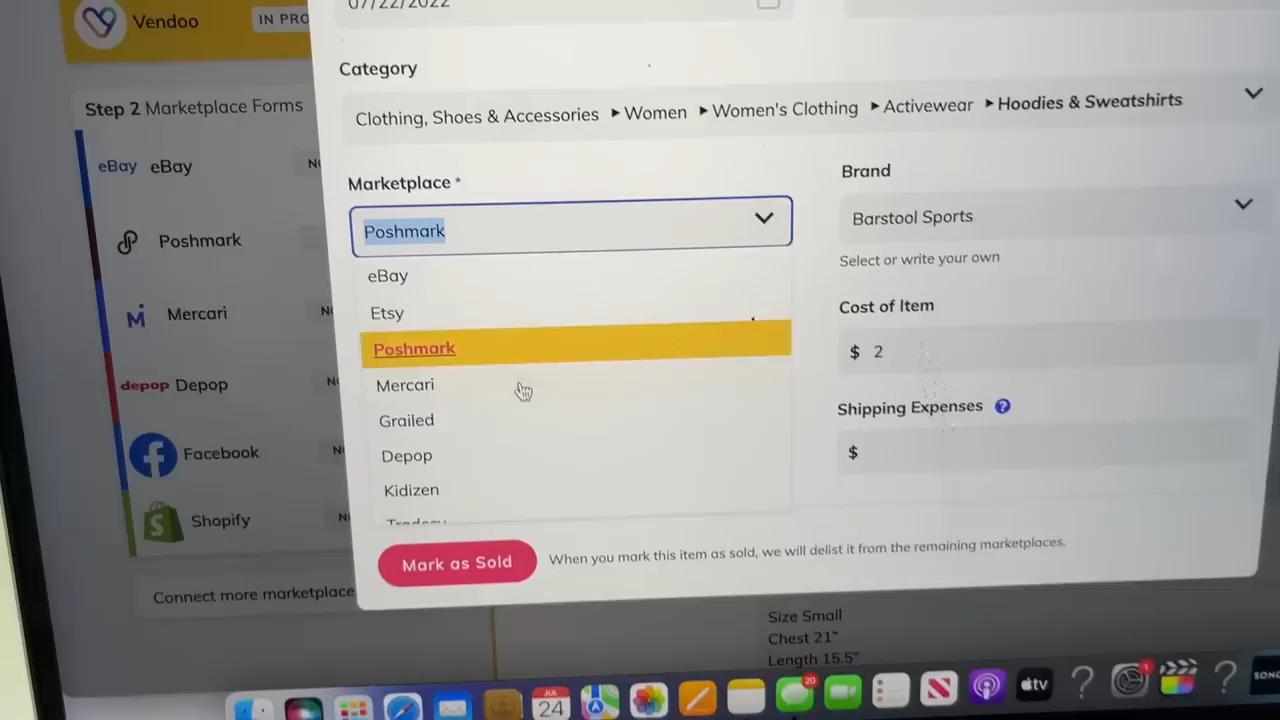 07/22/2022
Vendoo
IN PRO
Category
Step 2 Marketplace Forms
Clothing, Shoes & Accessories ▸ Women ▸ Women's Clothing ▸ Activewear ▸ Hoodies & Sweatshirts
eBay eBay
Marketplace *
Poshmark
Brand
Barstool Sports
Select or write your own
Poshmark
eBay
Etsy
Poshmark
Mercari
Grailed
Depop
Kidizen
Cost of Item
$ 2
Mercari
depop Depop
Shipping Expenses ?
$
Facebook
Shopify
Mark as Sold
When you mark this item as sold, we will delist it from the remaining marketplaces.
Connect more marketplace
Size Small
Chest 21"
Length 15.5"
JUL
24
20
1
tv
SONO